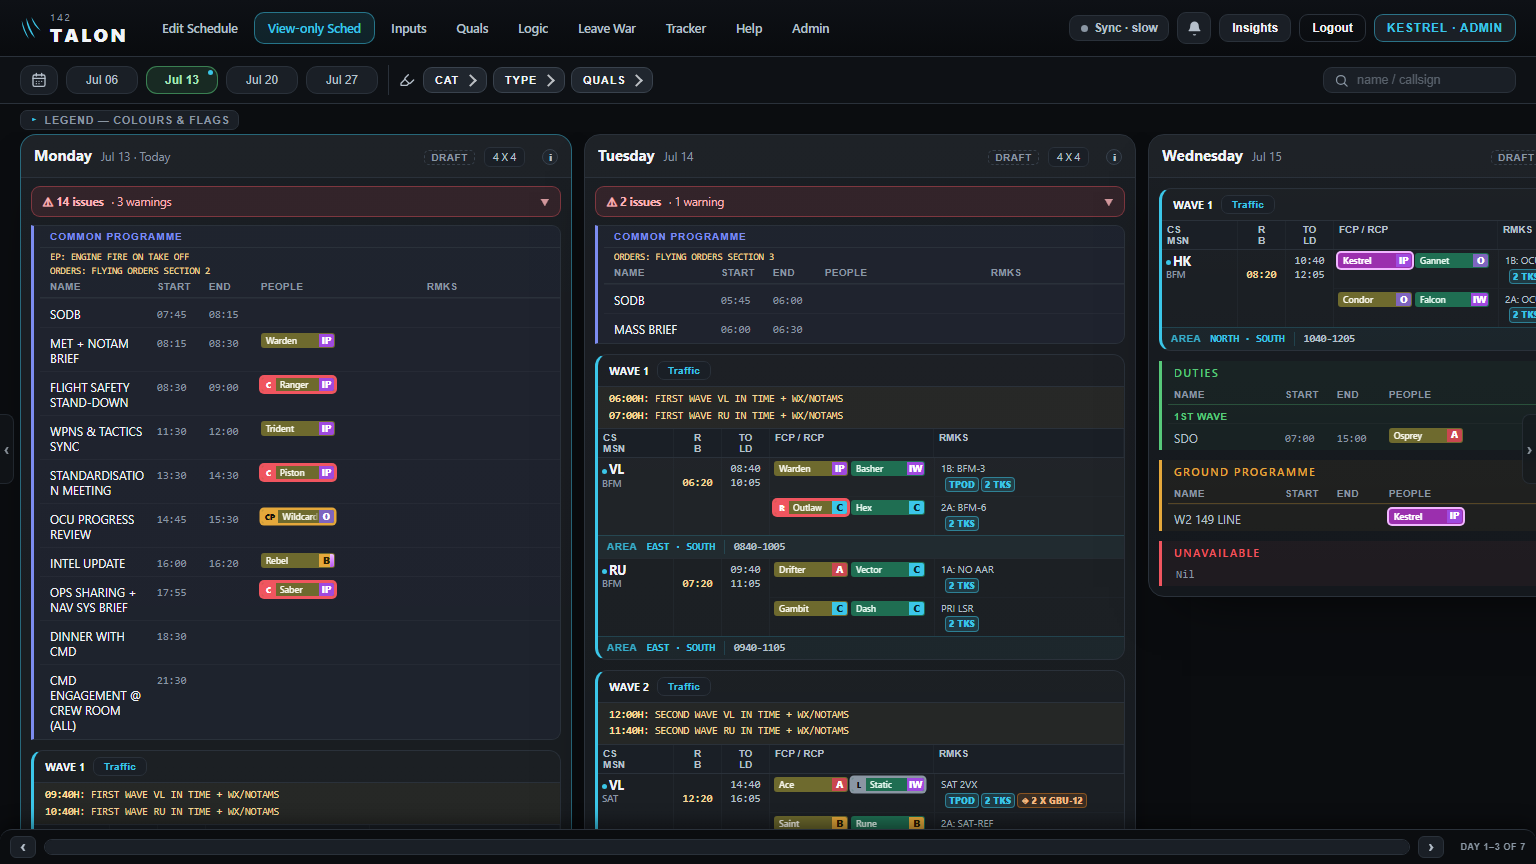 142
TALON
Edit Schedule
View-only Sched
Inputs
Quals
Logic
Leave War
Tracker
Help
Admin
Sync · slow
Insights
Logout
KESTREL · ADMIN
Jul 06
Jul 13
Jul 20
Jul 27
CAT
TYPE
QUALS
name / callsign
LEGEND — COLOURS & FLAGS
Monday Jul 13 · Today
DRAFT
4 X 4
i
14 issues · 3 warnings
COMMON PROGRAMME
EP: ENGINE FIRE ON TAKE OFF
ORDERS: FLYING ORDERS SECTION 2
NAME START END PEOPLE RMKS
SODB 07:45 08:15
MET + NOTAM 08:15 08:30 Warden IP
BRIEF
FLIGHT SAFETY 08:30 09:00 C Ranger IP
STAND-DOWN
WPNS & TACTICS 11:30 12:00 Trident IP
SYNC
STANDARDISATIO 13:30 14:30 C Piston IP
N MEETING
OCU PROGRESS 14:45 15:30 CP Wildcard O
REVIEW
INTEL UPDATE 16:00 16:20 Rebel B
OPS SHARING + 17:55 C Saber IP
NAV SYS BRIEF
DINNER WITH 18:30
CMD
CMD 21:30
ENGAGEMENT @
CREW ROOM
(ALL)
WAVE 1 Traffic
09:40H: FIRST WAVE VL IN TIME + WX/NOTAMS
10:40H: FIRST WAVE RU IN TIME + WX/NOTAMS
Tuesday Jul 14
DRAFT
4 X 4
i
2 issues · 1 warning
COMMON PROGRAMME
ORDERS: FLYING ORDERS SECTION 3
NAME START END PEOPLE RMKS
SODB 05:45 06:00
MASS BRIEF 06:00 06:30
WAVE 1 Traffic
06:00H: FIRST WAVE VL IN TIME + WX/NOTAMS
07:00H: FIRST WAVE RU IN TIME + WX/NOTAMS
CS R TO FCP / RCP RMKS
MSN B LD
VL 08:40 Warden IP Basher IW 1B: BFM-3
BFM 06:20 10:05 TPOD 2 TKS
R Outlaw C Hex C 2A: BFM-6
2 TKS
AREA EAST · SOUTH 0840-1005
RU 09:40 Drifter A Vector C 1A: NO AAR
BFM 07:20 11:05 2 TKS
Gambit C Dash C PRI LSR
2 TKS
AREA EAST · SOUTH 0940-1105
WAVE 2 Traffic
12:00H: SECOND WAVE VL IN TIME + WX/NOTAMS
11:40H: SECOND WAVE RU IN TIME + WX/NOTAMS
CS R TO FCP / RCP RMKS
MSN B LD
VL 14:40 Ace A L Static IW SAT 2VX
SAT 12:20 16:05 TPOD 2 TKS 2 X GBU-12
Saint B Rune B 2A: SAT-REF
Wednesday Jul 15
DRAFT
WAVE 1 Traffic
CS R TO FCP / RCP RMKS
MSN B LD
HK 10:40 Kestrel IP Gannet O 1B: OCU
BFM 08:20 12:05 2 TKS
Condor O Falcon IW 2A: OCU
2 TKS
AREA NORTH · SOUTH 1040-1205
DUTIES
NAME START END PEOPLE
1ST WAVE
SDO 07:00 15:00 Osprey A
GROUND PROGRAMME
NAME START END PEOPLE
W2 149 LINE Kestrel IP
UNAVAILABLE
Nil
DAY 1–3 OF 7